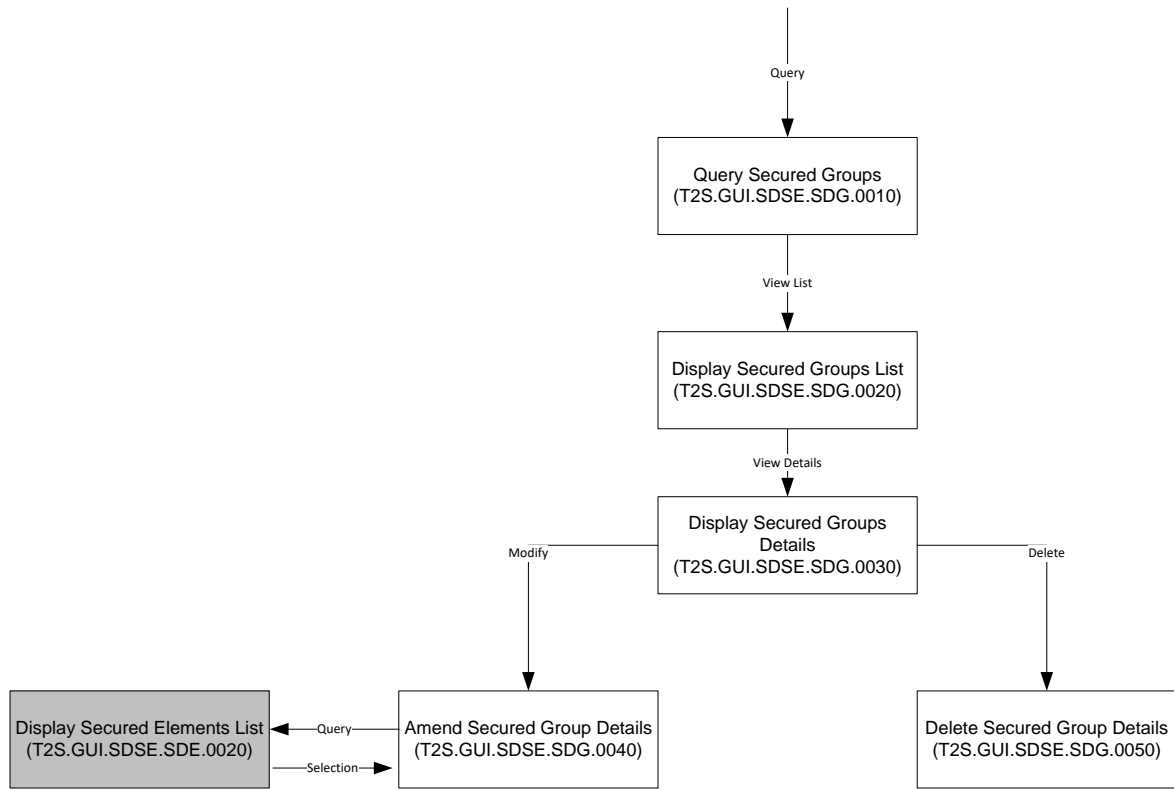 Query
Query Secured Groups
(T2S.GUI.SDSE.SDG.0010)
View List
Display Secured Groups List
(T2S.GUI.SDSE.SDG.0020)
View Details
Display Secured Groups
Details
(T2S.GUI.SDSE.SDG.0030)
Modify
Delete
Display Secured Elements List
(T2S.GUI.SDSE.SDE.0020)
Query
Selection
Amend Secured Group Details
(T2S.GUI.SDSE.SDG.0040)
Delete Secured Group Details
(T2S.GUI.SDSE.SDG.0050)